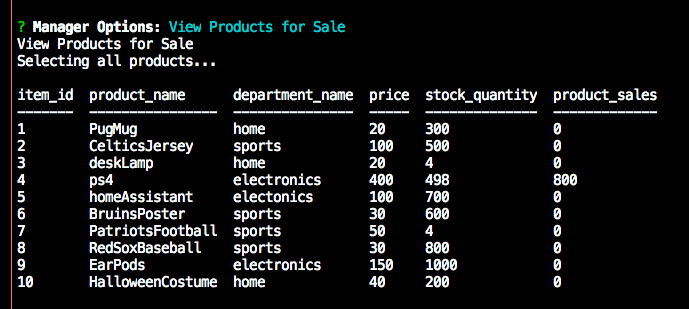 ? Manager Options: View Products for Sale
View Products for Sale
Selecting all products...
item_id  product_name      department_name  price  stock_quantity  product_sales
-------  ----------------  ---------------  -----  --------------  -------------
1        PugMug            home             20     300             0
2        CelticsJersey     sports           100    500             0
3        deskLamp          home             20     4               0
4        ps4               electronics      400    498             800
5        homeAssistant     electonics       100    700             0
6        BruinsPoster      sports           30     600             0
7        PatriotsFootball  sports           50     4               0
8        RedSoxBaseball    sports           30     800             0
9        EarPods           electronics      150    1000            0
10       HalloweenCostume  home             40     200             0